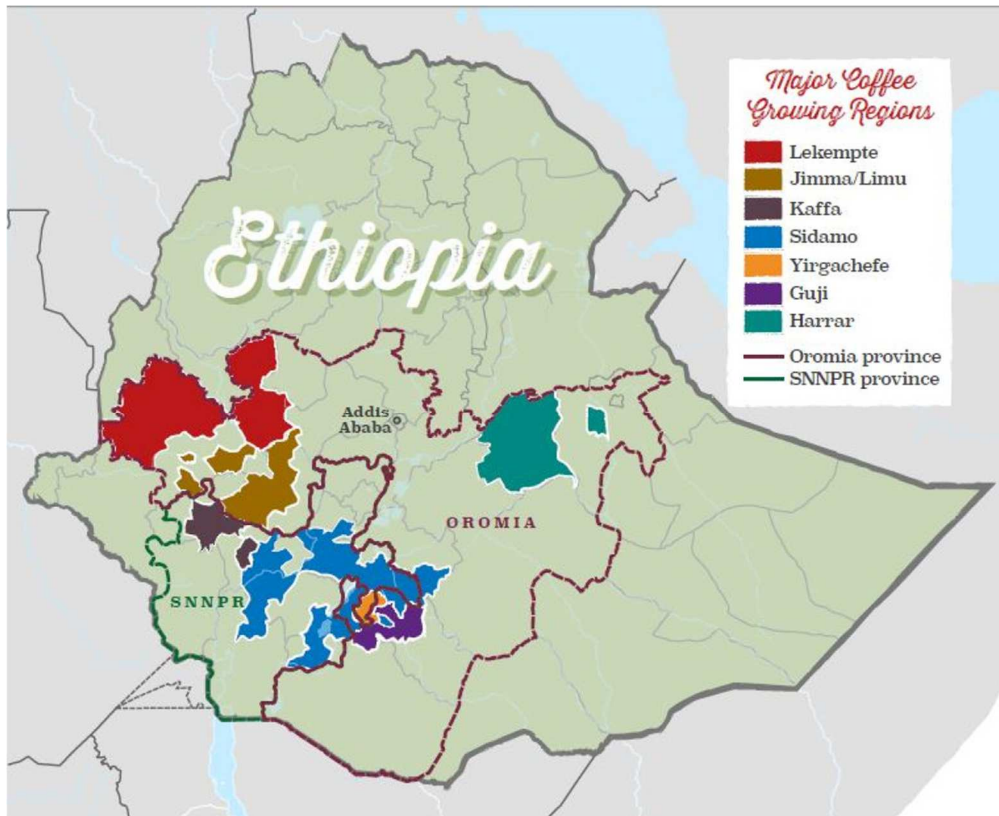 Major Coffee
Growing Regions
Lekempte
Jimma/Limu
Kaffa
Sidamo
Yirgachefe
Guji
Harrar
Oromia province
SNNPR province
Ethiopia
Addis
Ababa
OROMIA
SNNPR